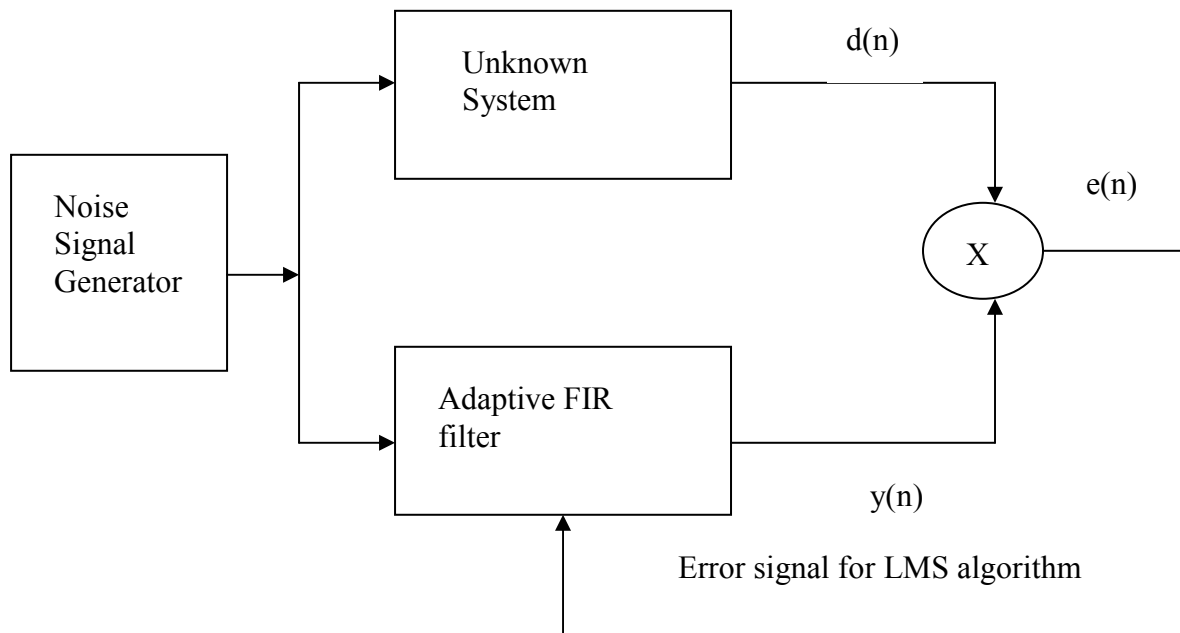 d(n)
Unknown
System
e(n)
Noise
Signal
Generator
X
Adaptive FIR
filter
y(n)
Error signal for LMS algorithm